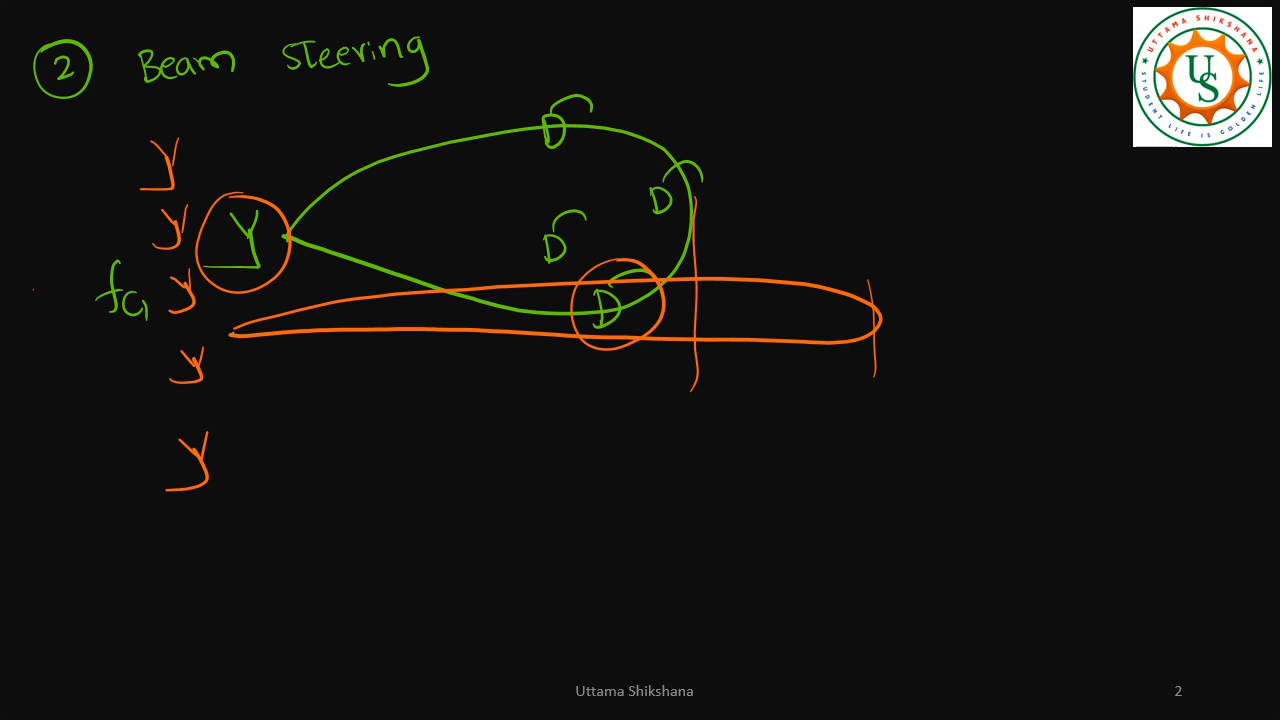 2 Beam Steering
UTTAMA SHIKSHANA
US
STUDENT LIFE IS GOLDEN LIFE
D
D
Y
D
fc1
D
Uttama Shikshana
2